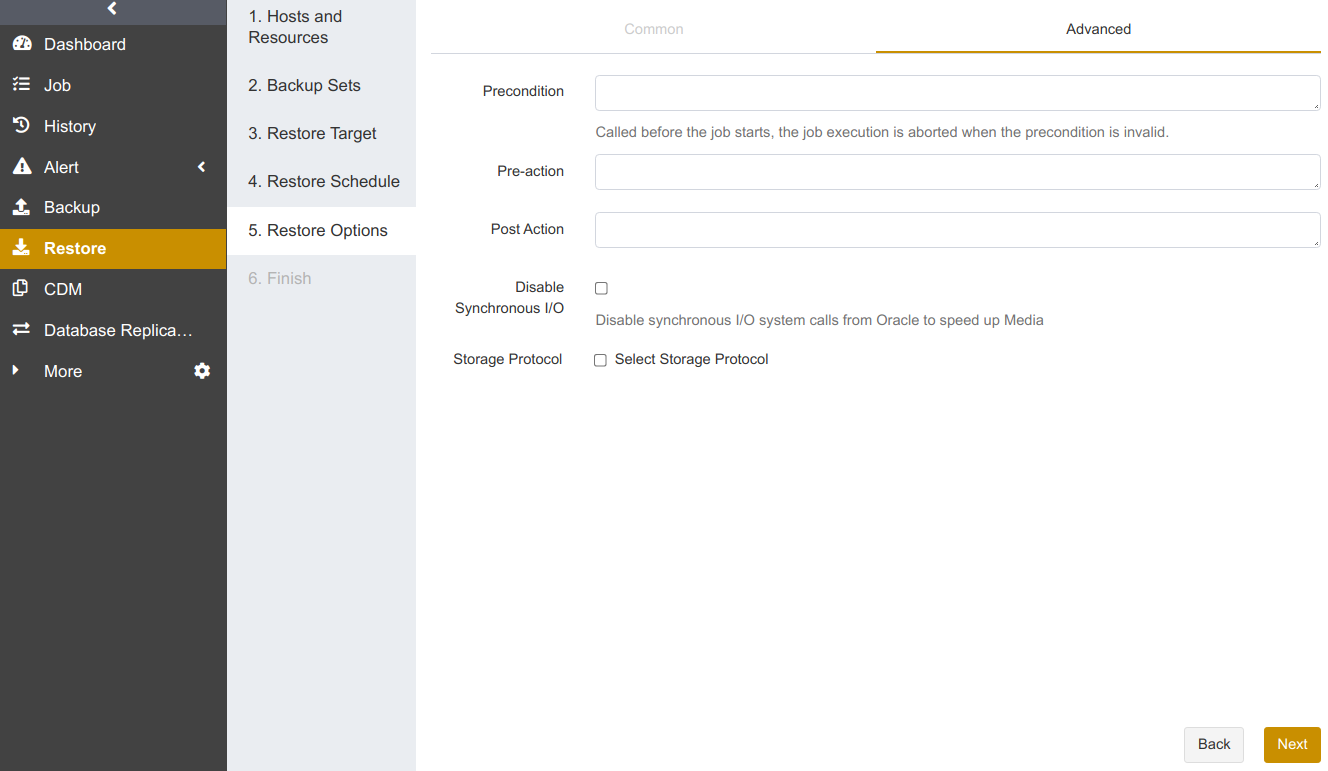 Dashboard
Job
History
Alert
Backup
Restore
CDM
Database Replica…
More
1. Hosts and
Resources
2. Backup Sets
3. Restore Target
4. Restore Schedule
5. Restore Options
6. Finish
Common
Advanced
Precondition
Called before the job starts, the job execution is aborted when the precondition is invalid.
Pre-action
Post Action
Disable
Synchronous I/O
Disable synchronous I/O system calls from Oracle to speed up Media
Storage Protocol
Select Storage Protocol
Back
Next